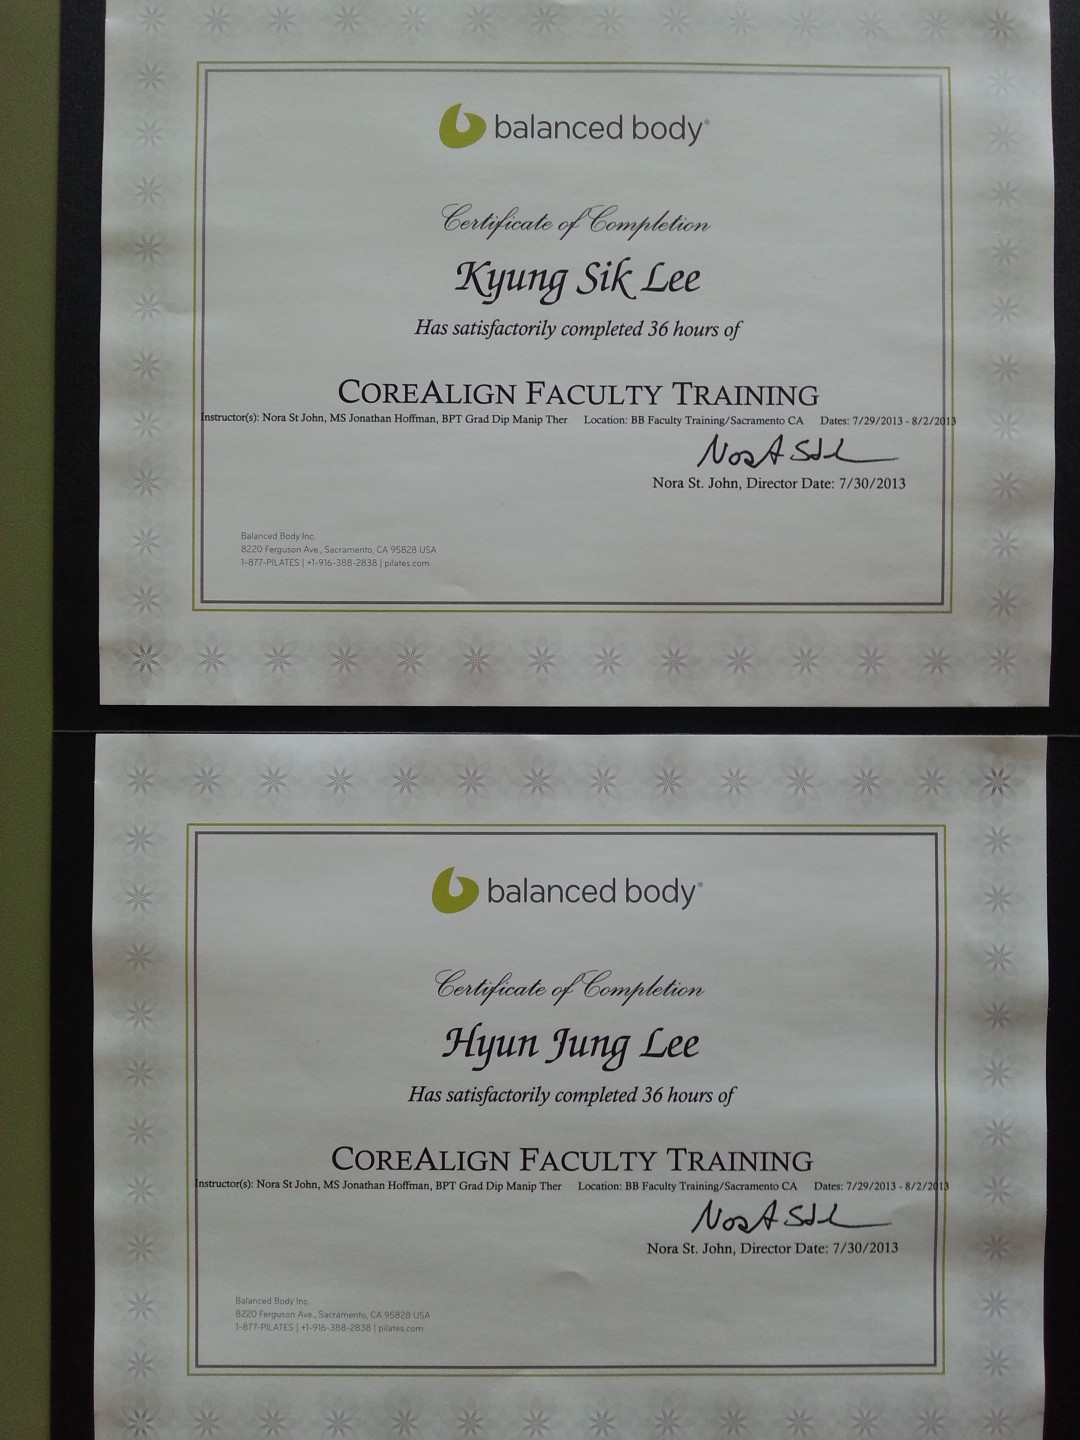 balanced body®
Certificate of Completion
Kyung Sik Lee
Has satisfactorily completed 36 hours of
COREALIGN FACULTY TRAINING
Instructor(s): Nora St John, MS Jonathan Hoffman, BPT Grad Dip Manip Ther Location: BB Faculty Training/Sacramento CA Dates: 7/29/2013 - 8/2/2013
Nora St. John, Director Date: 7/30/2013
Balanced Body Inc.
8220 Ferguson Ave., Sacramento, CA 95828 USA
1-877-PILATES | +1-916-388-2838 | pilates.com
balanced body®
Certificate of Completion
Hyun Jung Lee
Has satisfactorily completed 36 hours of
COREALIGN FACULTY TRAINING
Instructor(s): Nora St John, MS Jonathan Hoffman, BPT Grad Dip Manip Ther Location: BB Faculty Training/Sacramento CA Dates: 7/29/2013 - 8/2/2013
Nora St. John, Director Date: 7/30/2013
Balanced Body Inc.
8220 Ferguson Ave., Sacramento, CA 95828 USA
1-877-PILATES | +1-916-388-2838 | pilates.com